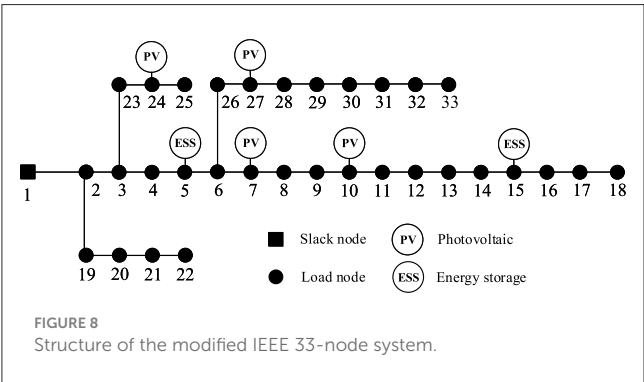 PV PV
23 24 25 26 27 28 29 30 31 32 33
ESS PV PV ESS
1 2 3 4 5 6 7 8 9 10 11 12 13 14 15 16 17 18
Slack node PV Photovoltaic
Load node ESS Energy storage
19 20 21 22
FIGURE 8
Structure of the modified IEEE 33-node system.